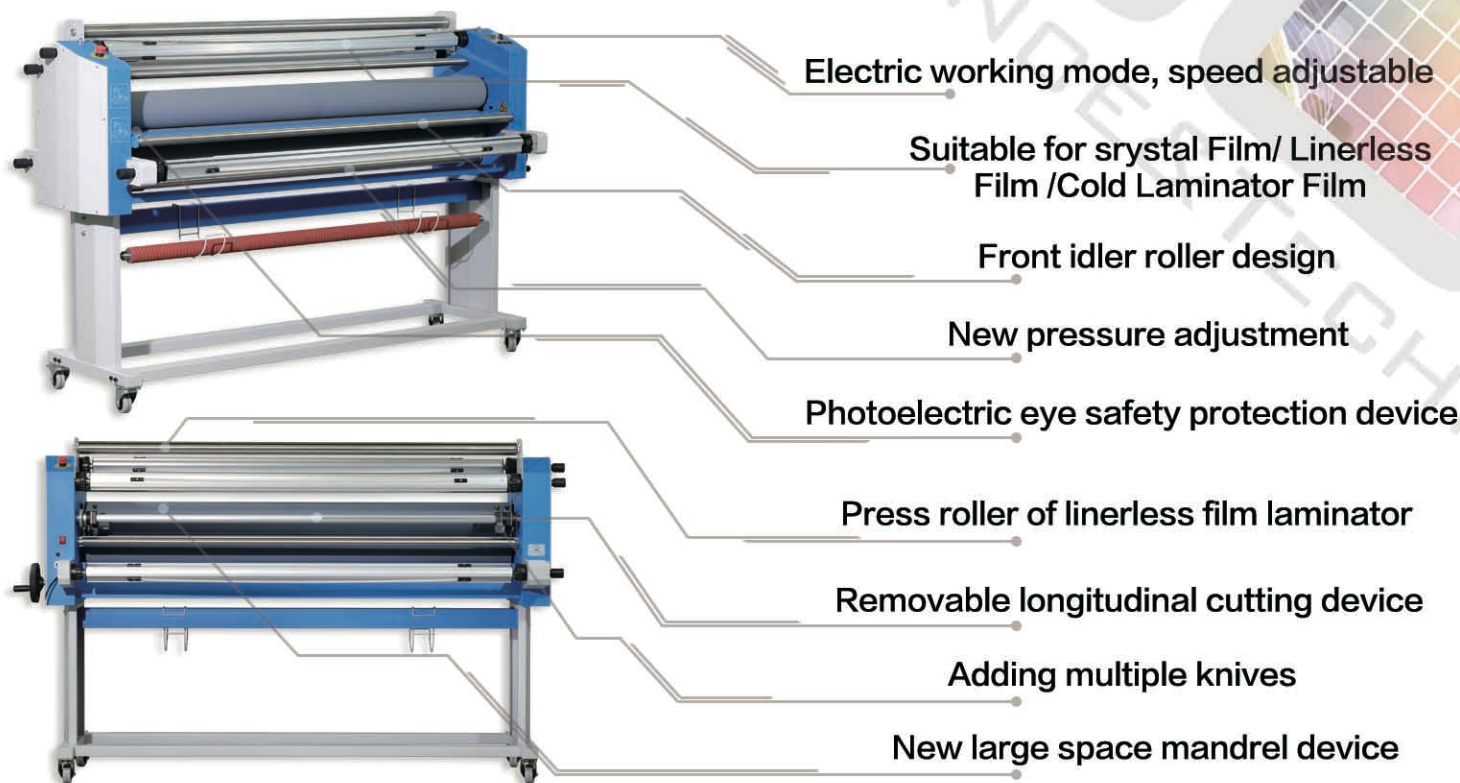 Electric working mode, speed adjustable
Suitable for srystal Film/ Linerless
Film /Cold Laminator Film
Front idler roller design
New pressure adjustment
Photoelectric eye safety protection device
Press roller of linerless film laminator
Removable longitudinal cutting device
Adding multiple knives
New large space mandrel device